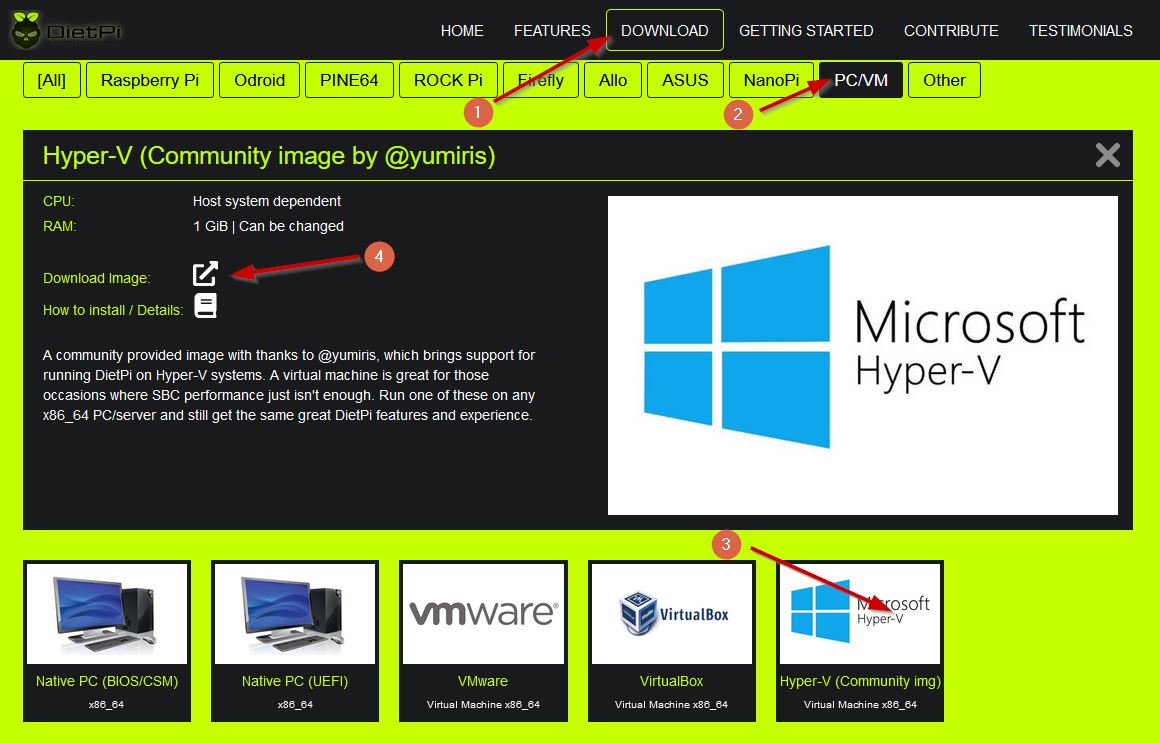 DietPi
HOME FEATURES DOWNLOAD GETTING STARTED CONTRIBUTE TESTIMONIALS
[All] Raspberry Pi Odroid PINE64 ROCK Pi Firefly Allo ASUS NanoPi PC/VM Other
1
2
Hyper-V (Community image by @yumiris)
CPU: Host system dependent
RAM: 1 GiB | Can be changed
4
Download Image:
How to install / Details:
A community provided image with thanks to @yumiris, which brings support for
running DietPi on Hyper-V systems. A virtual machine is great for those
occasions where SBC performance just isn't enough. Run one of these on any
x86_64 PC/server and still get the same great DietPi features and experience.
Microsoft
Hyper-V
3
vmware®
VirtualBox
Microsoft
Hyper-V
Native PC (BIOS/CSM) Native PC (UEFI) VMware VirtualBox Hyper-V (Community img)
x86_64 x86_64 Virtual Machine x86_64 Virtual Machine x86_64 Virtual Machine x86_64